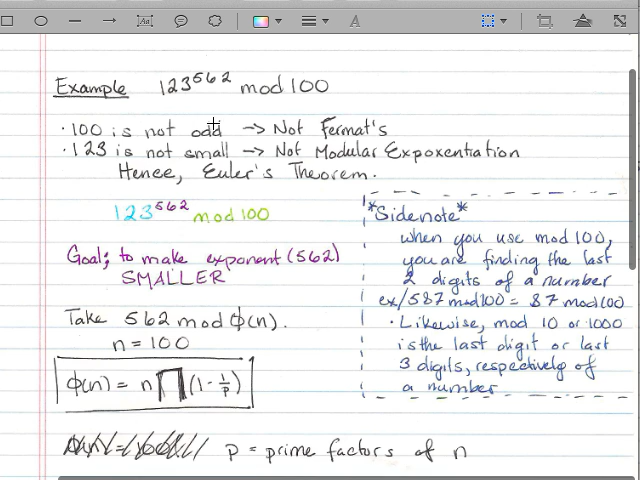 Example 123^562 mod 100
· 100 is not odd -> Not Fermat's
· 123 is not small -> Not Modular Expoxentiation
Hence, Euler's Theorem.
123^562 mod 100
Goal; to make exponent (562)
SMALLER
Take 562 mod ϕ(n).
n = 100
ϕ(n) = n ∏ (1 - 1/p)
p = prime factors of n
*Sidenote*
when you use mod 100,
you are finding the last
2 digits of a number
ex/ 587 mod 100 = 87 mod 100
· Likewise, mod 10 or 1000
is the last digit or last
3 digits, respectively of
a number